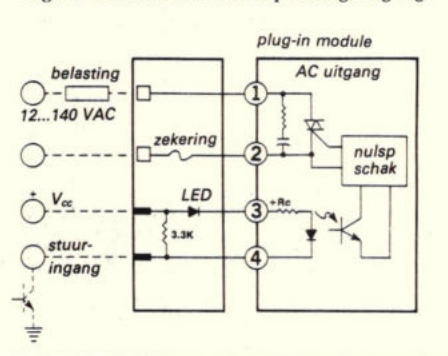 plug-in module
belasting
AC uitgang
12...140 VAC
1
zekering
2
nulsp
schak
+
Vcc
LED
3
+Rc
3.3K
stuur-
ingang
4